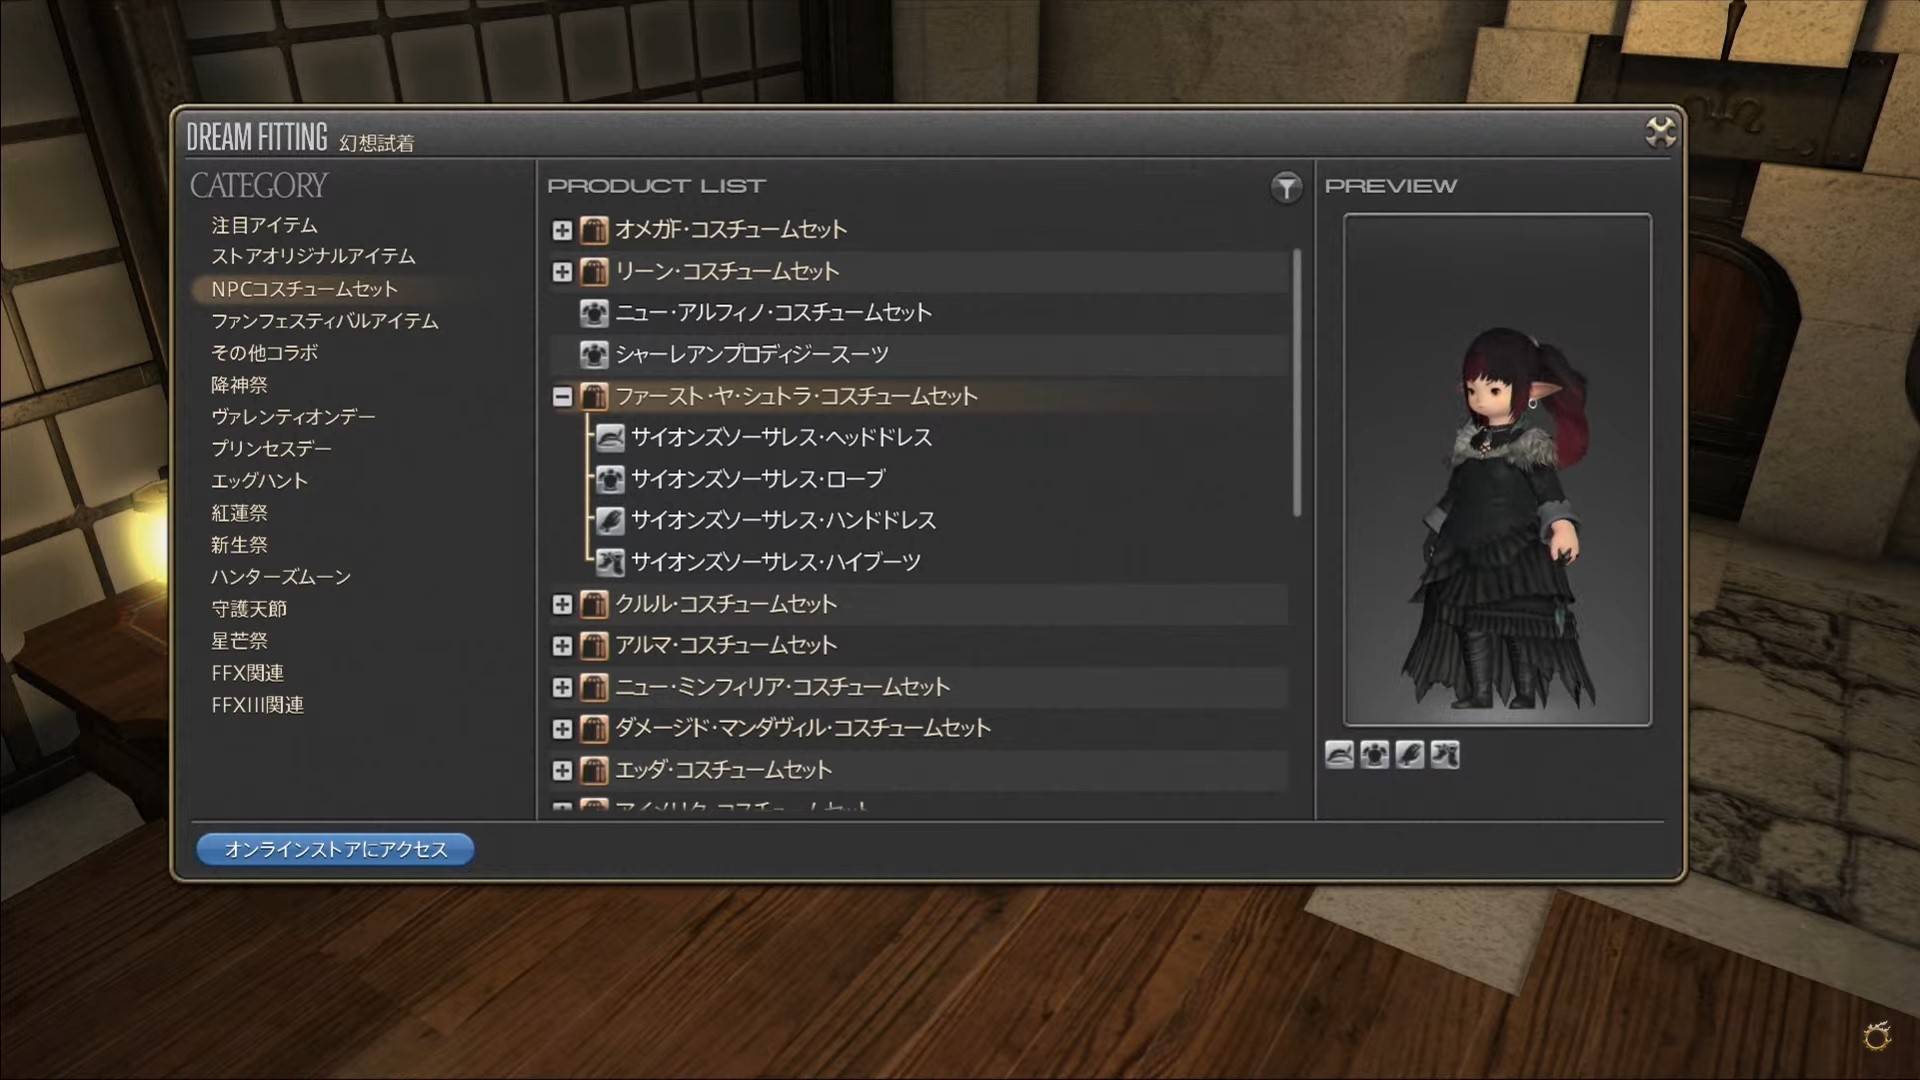 DREAM FITTING 幻想試着
CATEGORY
注目アイテム
ストアオリジナルアイテム
NPCコスチュームセット
ファンフェスティバルアイテム
その他コラボ
降神祭
ヴァレンティオンデー
プリンセスデー
エッグハント
紅蓮祭
新生祭
ハンターズムーン
守護天節
星芒祭
FFX関連
FFXIII関連
オンラインストアにアクセス
PRODUCT LIST
オメガF・コスチュームセット
リーン・コスチュームセット
ニュー・アルフィノ・コスチュームセット
シャーレアンプロディジースーツ
ファースト・ヤ・シュトラ・コスチュームセット
サイオンズソーサレス・ヘッドドレス
サイオンズソーサレス・ローブ
サイオンズソーサレス・ハンドドレス
サイオンズソーサレス・ハイブーツ
クルル・コスチュームセット
アルマ・コスチュームセット
ニュー・ミンフィリア・コスチュームセット
ダメージド・マンダヴィル・コスチュームセット
エッダ・コスチュームセット
アイメリク・コスチュームセット
PREVIEW